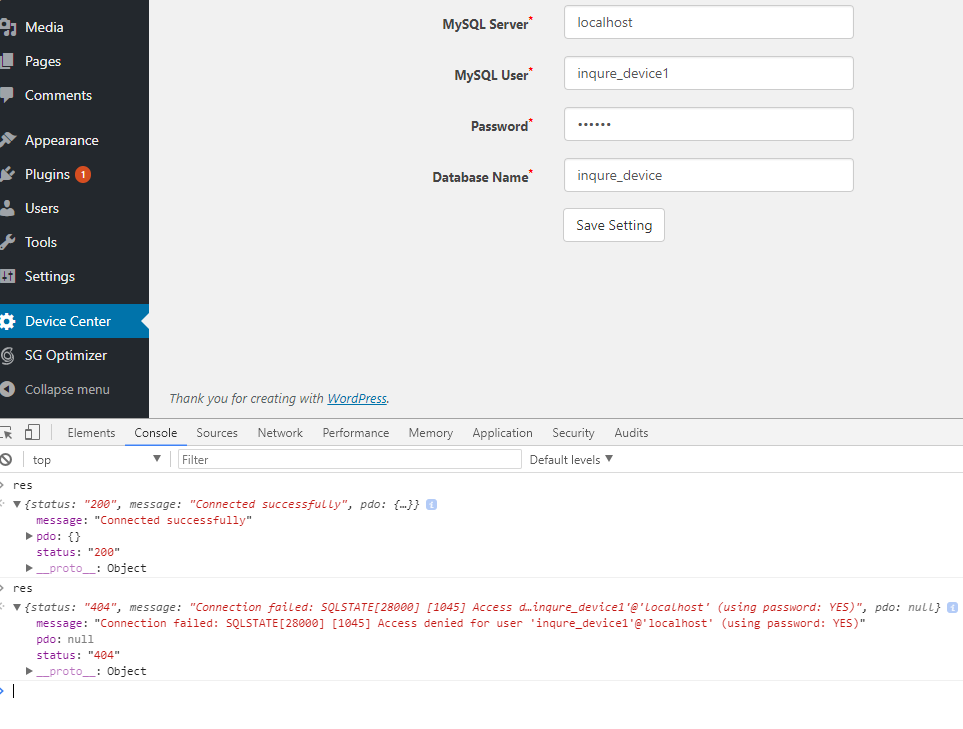 Media
Pages
Comments
Appearance
Plugins 1
Users
Tools
Settings
Device Center
SG Optimizer
Collapse menu
MySQL Server* localhost
MySQL User* inqure_device1
Password* ••••••
Database Name* inqure_device
Save Setting
Thank you for creating with WordPress.
Elements Console Sources Network Performance Memory Application Security Audits
top ▼ Filter Default levels ▼
> res
▼{status: "200", message: "Connected successfully", pdo: {…}} i
message: "Connected successfully"
▶ pdo: {}
status: "200"
▶ __proto__: Object
> res
▼{status: "404", message: "Connection failed: SQLSTATE[28000] [1045] Access d…inqure_device1'@'localhost' (using password: YES)", pdo: null} i
message: "Connection failed: SQLSTATE[28000] [1045] Access denied for user 'inqure_device1'@'localhost' (using password: YES)"
pdo: null
status: "404"
▶ __proto__: Object
>